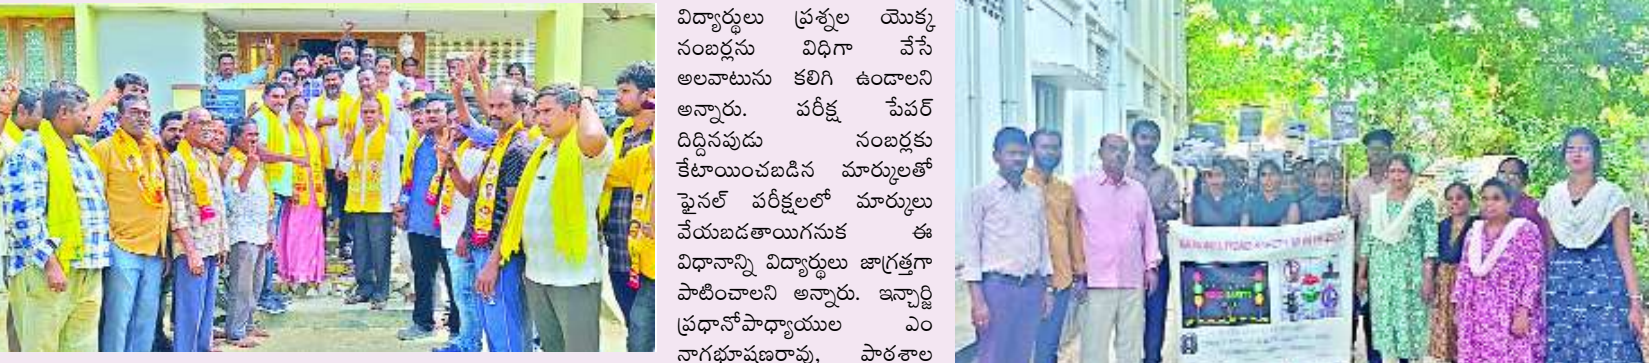 విద్యార్థులు ప్రశ్నల యొక్క
నంబర్లను విధిగా వేసే
అలవాటును కలిగి ఉండాలని
అన్నారు. పరీక్ష పేపర్
దిద్దినపుడు నంబర్లకు
కేటాయించబడిన మార్కులతో
ఫైనల్ పరీక్షలలో మార్కులు
వేయబడతాయిగనుక ఈ
విధానాన్ని విద్యార్థులు జాగ్రత్తగా
పాటించాలని అన్నారు. ఇన్చార్జి
ప్రధానోపాధ్యాయుల ఎం
నాగభూషణరావు, పాఠశాల